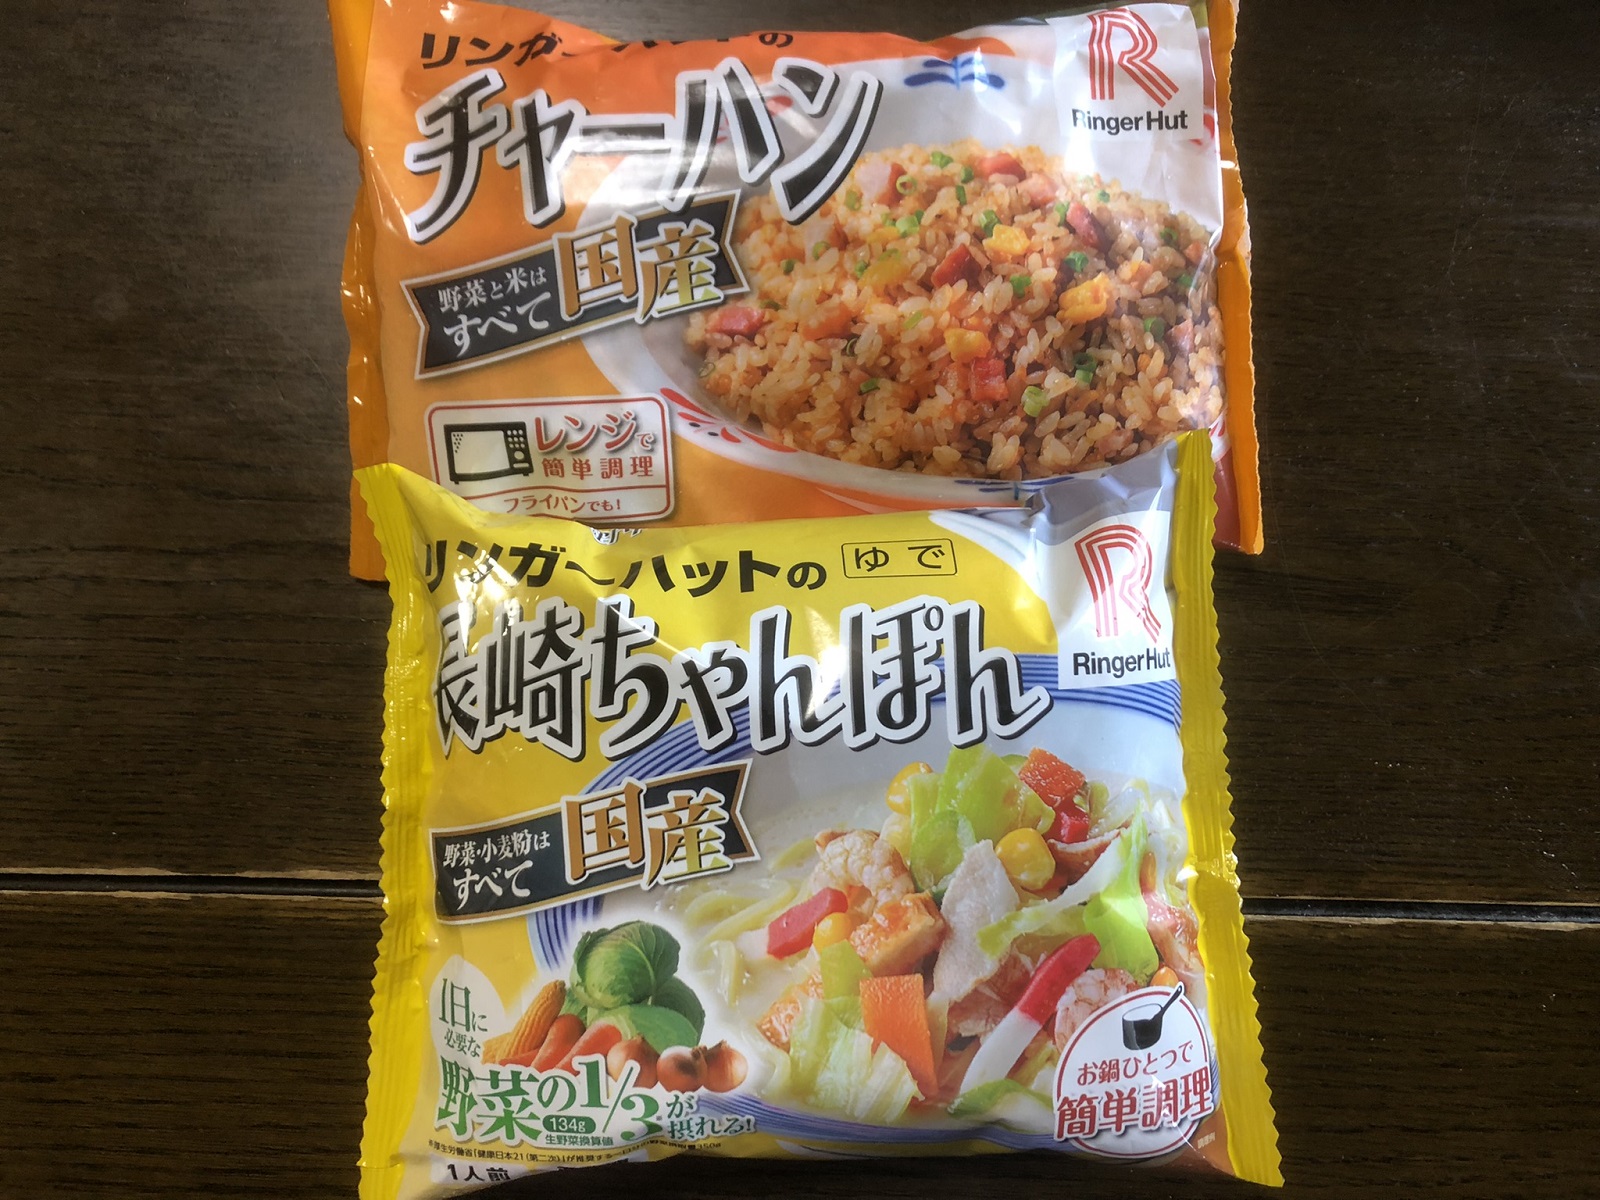 リンガーハットの
チャーハン
Ringer Hut
野菜と米は
すべて
国産
レンジで
簡単調理
フライパンでも!
リンガーハットの
ゆで
長崎ちゃんぽん
Ringer Hut
野菜・小麦粉は
すべて
国産
1日に
必要な
野菜の1/3が
摂れる!
134g
生野菜換算値
お鍋ひとつで
簡単調理
調理例
1人前